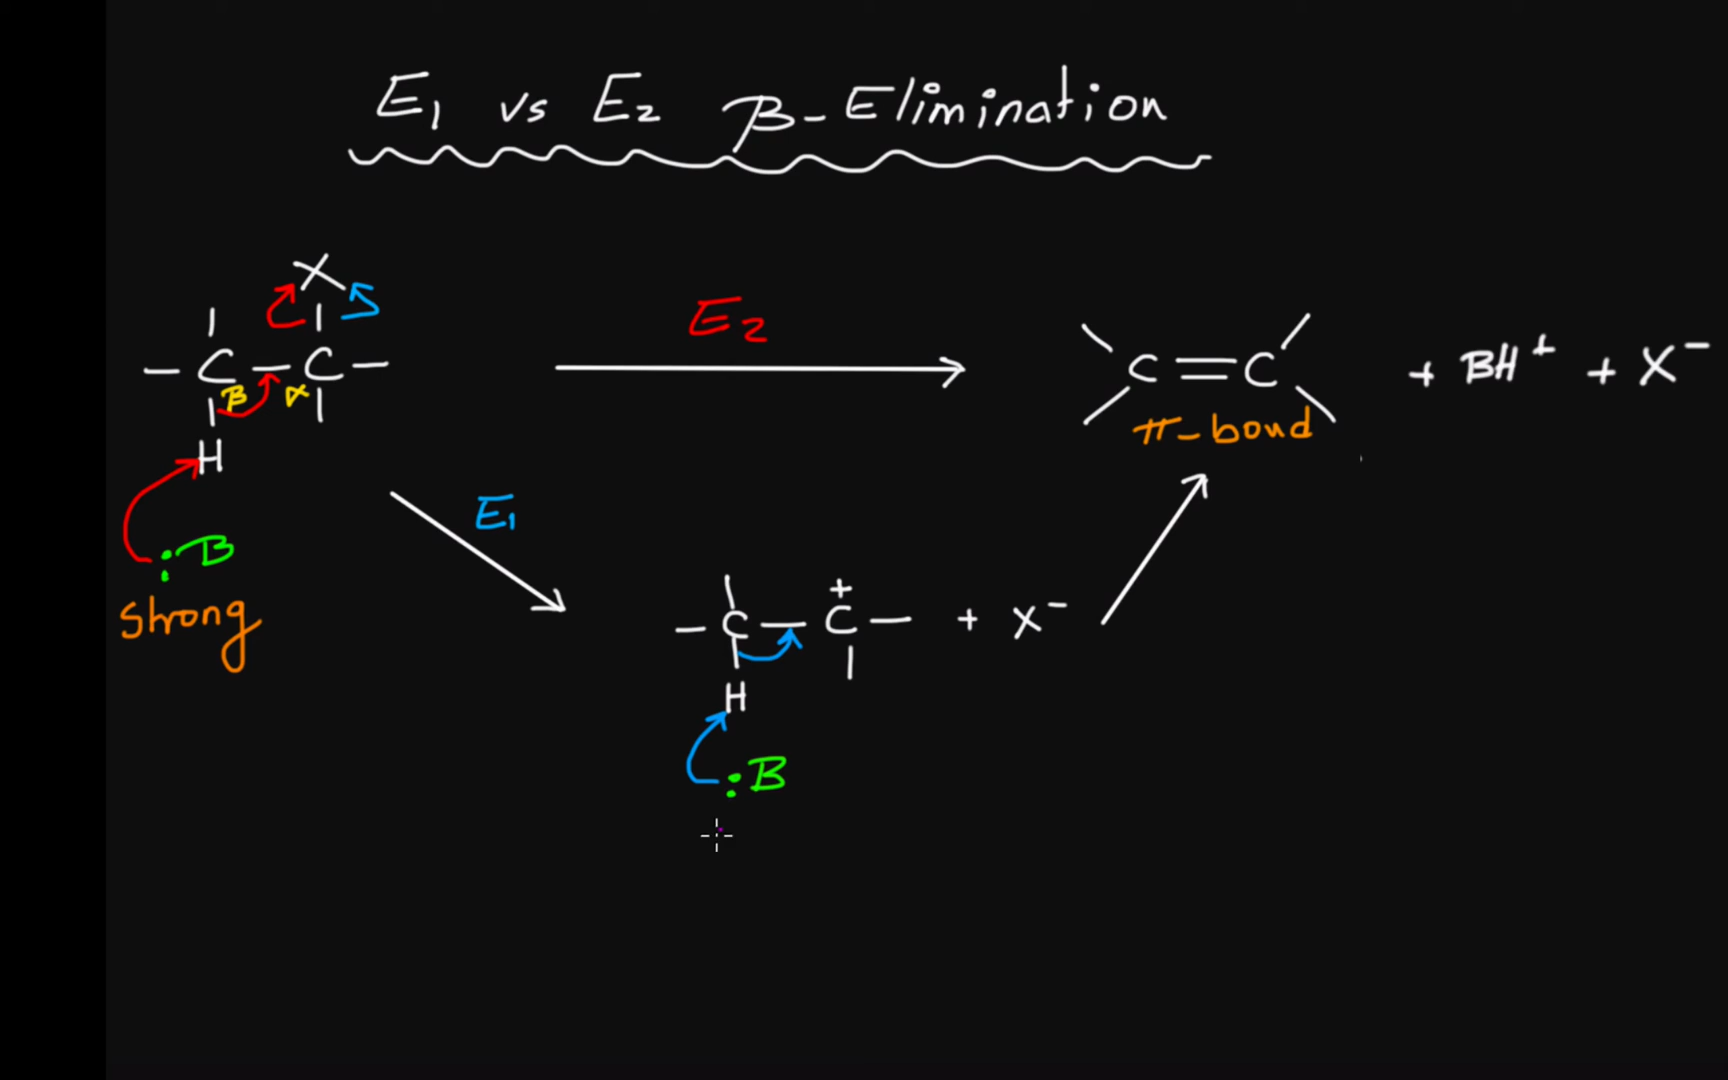 E₁ vs E₂ β-Elimination
X
E₂
- C - C -
β α
C = C + BH⁺ + X⁻
π-bond
H
E₁
:B
Strong
+
- C - C - + X⁻
H
:B